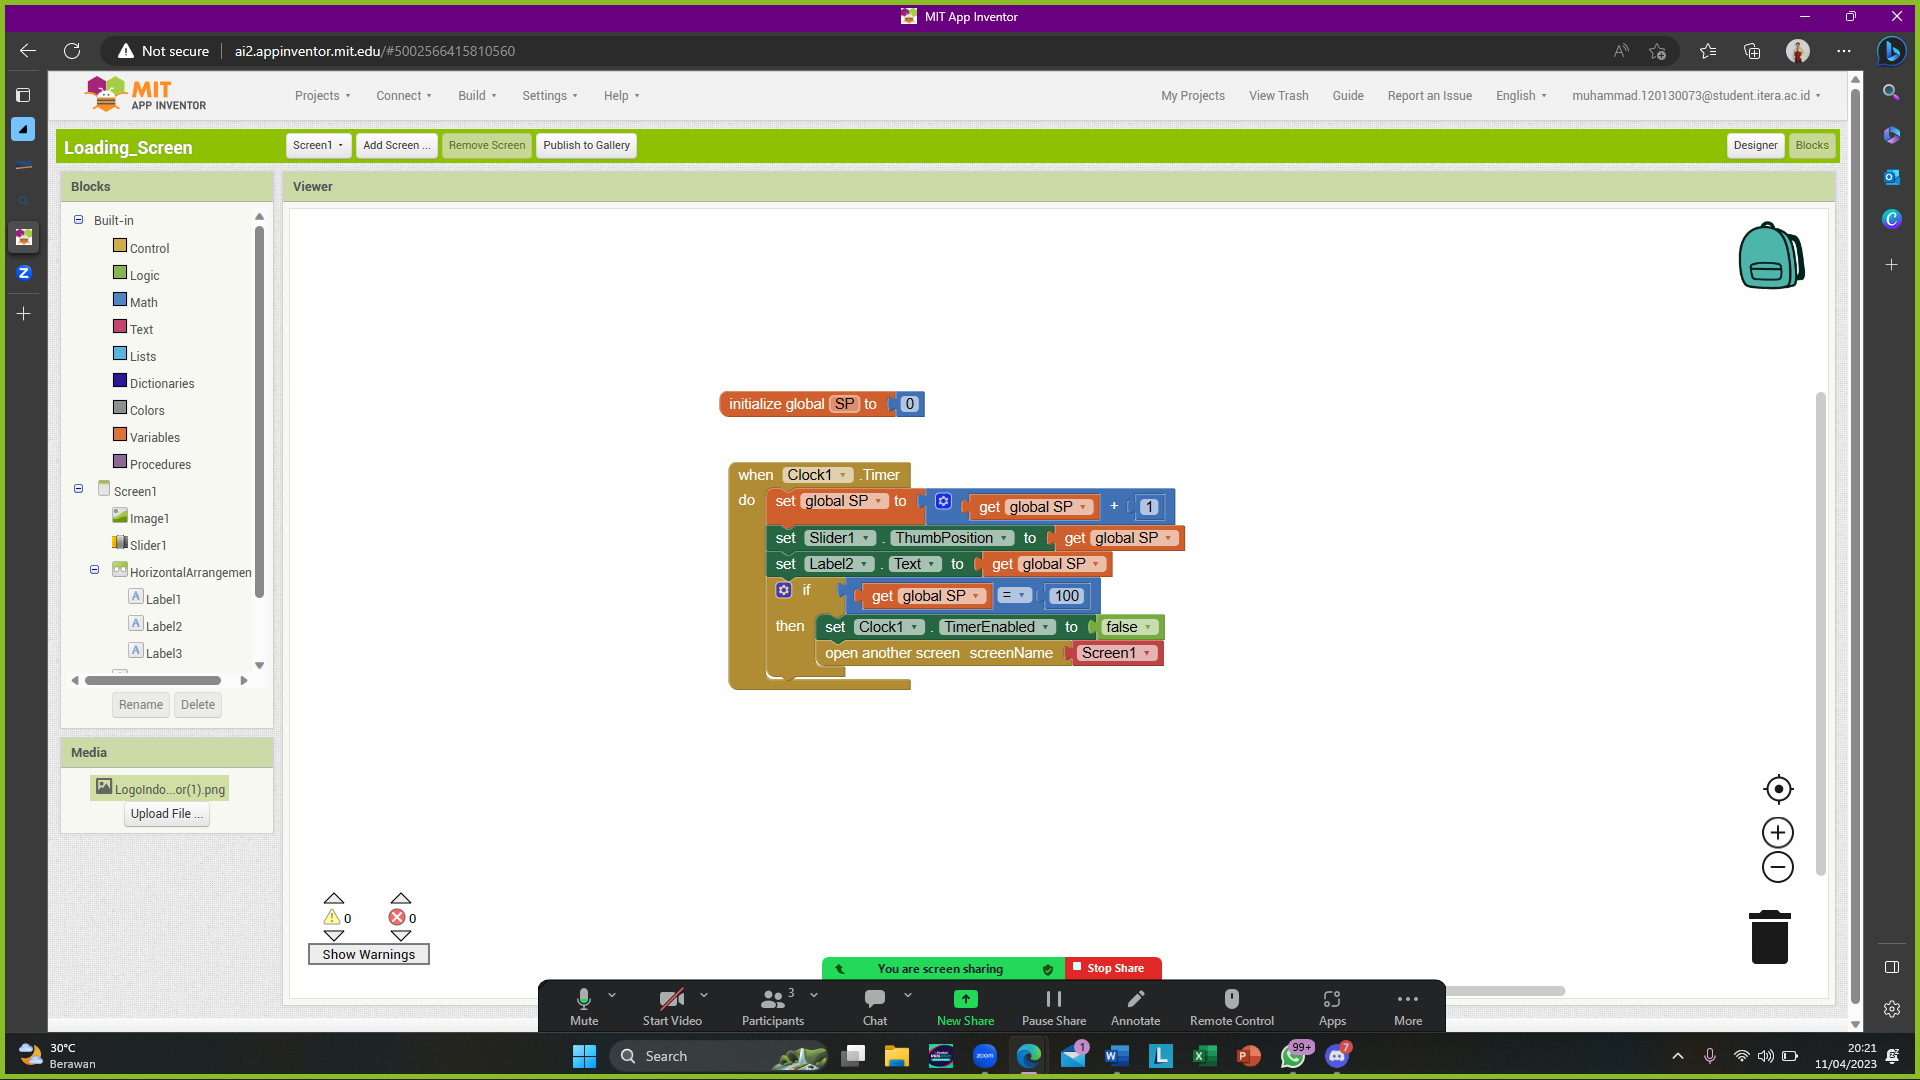 MIT App Inventor
Not secure
ai2.appinventor.mit.edu/#5002566415810560
MIT
APP INVENTOR
Projects
Connect
Build
Settings
Help
My Projects
View Trash
Guide
Report an Issue
English
muhammad.120130073@student.itera.ac.id
Loading_Screen
Screen1
Add Screen ...
Remove Screen
Publish to Gallery
Designer
Blocks
Blocks
Viewer
Built-in
Control
Logic
Math
Text
Lists
Dictionaries
Colors
Variables
Procedures
Screen1
Image1
Slider1
HorizontalArrangemen
Label1
Label2
Label3
Rename
Delete
Media
LogoIndo...or(1).png
Upload File ...
initialize global SP to 0
when Clock1 .Timer
do set global SP to get global SP + 1
set Slider1 . ThumbPosition to get global SP
set Label2 . Text to get global SP
if get global SP = 100
then set Clock1 . TimerEnabled to false
open another screen screenName Screen1
0
0
Show Warnings
You are screen sharing
Stop Share
Mute
Start Video
3
Participants
Chat
New Share
Pause Share
Annotate
Remote Control
Apps
More
30°C
Berawan
Search
zoom
1
99+
7
20:21
11/04/2023